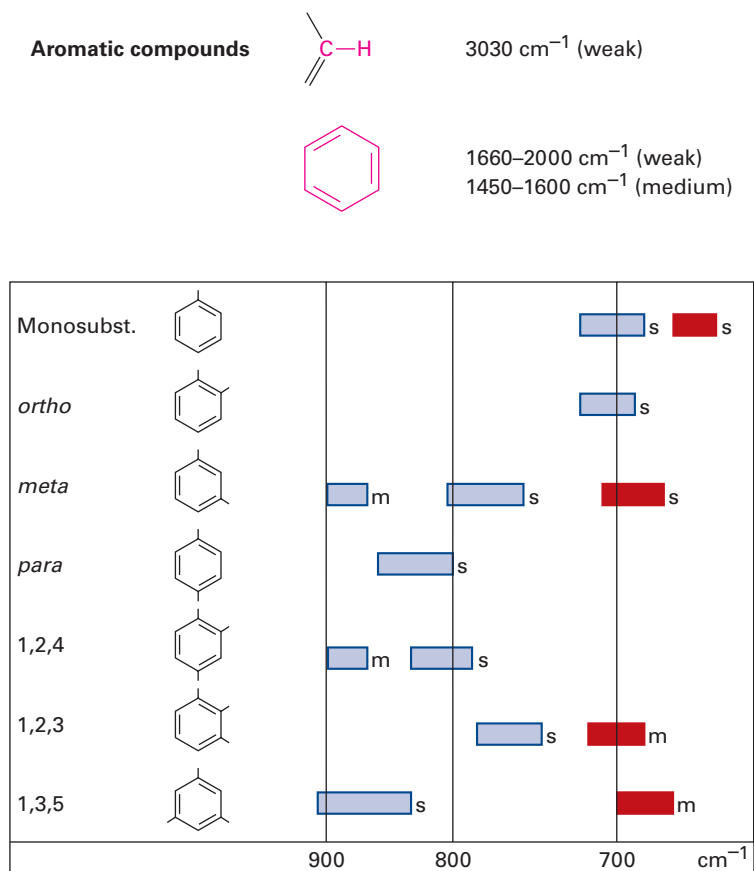 Aromatic compounds C—H 3030 cm⁻¹ (weak)
1660–2000 cm⁻¹ (weak)
1450–1600 cm⁻¹ (medium)
Monosubst. s s
ortho s
meta m s s
para s
1,2,4 m s
1,2,3 s m
1,3,5 s m
900 800 700 cm⁻¹